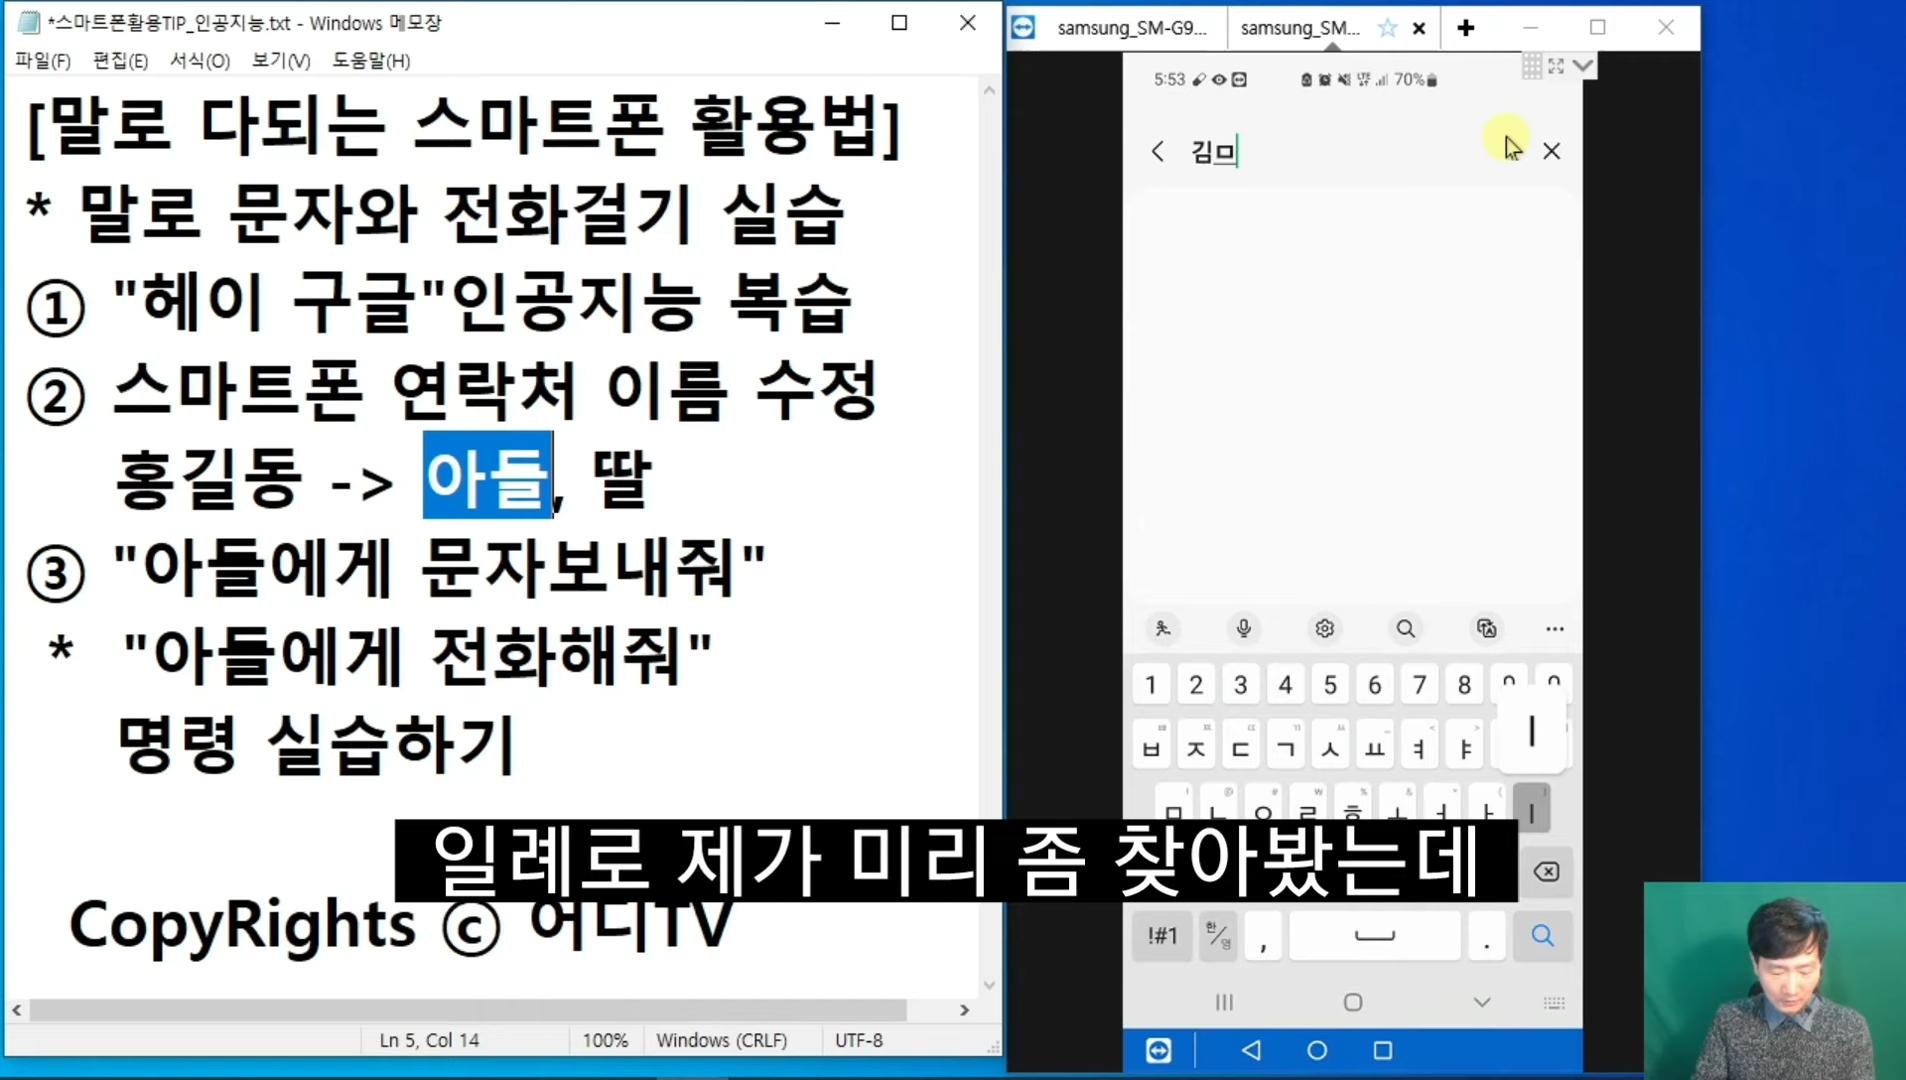 *스마트폰활용TIP_인공지능.txt - Windows 메모장
파일(F) 편집(E) 서식(O) 보기(V) 도움말(H)
[말로 다되는 스마트폰 활용법]
* 말로 문자와 전화걸기 실습
① "헤이 구글"인공지능 복습
② 스마트폰 연락처 이름 수정
홍길동 -> 아들, 딸
③ "아들에게 문자보내줘"
* "아들에게 전화해줘"
명령 실습하기
CopyRights ⓒ 어디TV
Ln 5, Col 14 100% Windows (CRLF) UTF-8
samsung_SM-G9... samsung_SM...
5:53 70%
김ㅁ
1 2 3 4 5 6 7 8 9 0
ㅂ ㅈ ㄷ ㄱ ㅅ ㅛ ㅕ ㅑ ㅣ
ㅁ ㄴ ㅇ ㄹ ㅎ ㅗ ㅓ ㅏ ㅣ
!#1 한/영 , .
일례로 제가 미리 좀 찾아봤는데